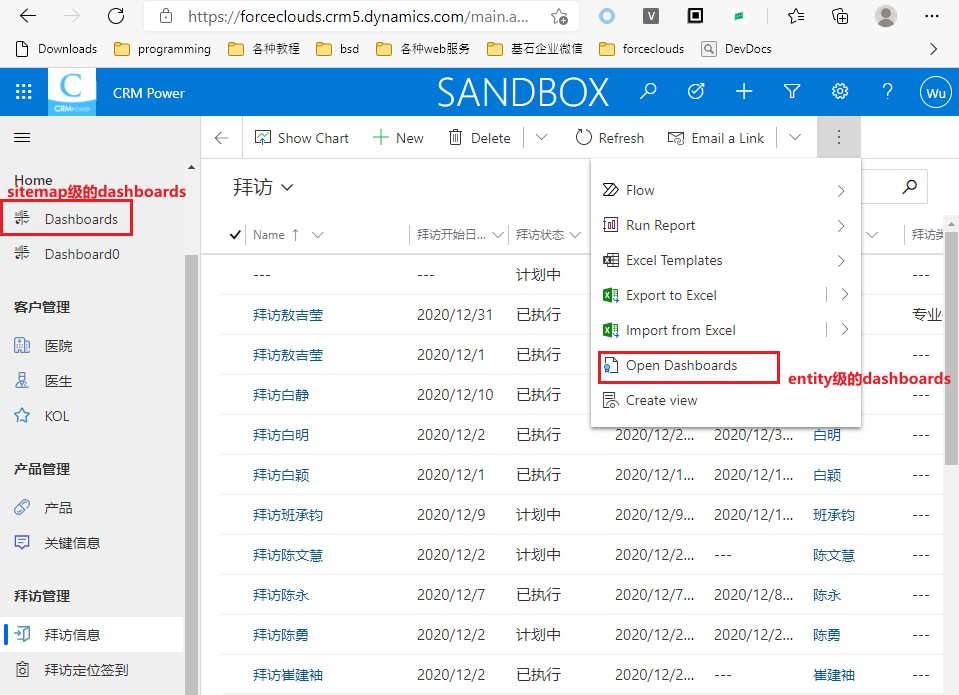 https://forceclouds.crm5.dynamics.com/main.a...
V
Downloads programming 各种教程 bsd 各种web服务 基石企业微信 forceclouds DevDocs
C
CRMPOWER
CRM Power SANDBOX Wu
Show Chart New Delete Refresh Email a Link
Home
sitemap级的dashboards
Dashboards
Dashboard0
客户管理
医院
医生
KOL
产品管理
产品
关键信息
拜访管理
拜访信息
拜访定位签到
拜访
Name 拜访开始日... 拜访状态 拜访类
Flow
Run Report
Excel Templates
Export to Excel
Import from Excel
Open Dashboards
entity级的dashboards
Create view
--- --- 计划中 ---
拜访敖吉莹 2020/12/31 已执行 专业
拜访敖吉莹 2020/12/1 已执行 ---
拜访白静 2020/12/10 已执行 ---
拜访白明 2020/12/2 已执行 2020/12/2... 2020/12/3... 白明 ---
拜访白颖 2020/12/1 已执行 2020/12/1... 2020/12/1... 白颖 ---
拜访班承钧 2020/12/9 计划中 2020/12/9... 2020/12/1... 班承钧 ---
拜访陈文慧 2020/12/2 计划中 2020/12/2... --- 陈文慧 ---
拜访陈永 2020/12/7 已执行 2020/12/7... 2020/12/8... 陈永 ---
拜访陈勇 2020/12/2 计划中 2020/12/2... 2020/12/2... 陈勇 ---
拜访崔建袖 2020/12/2 已执行 2020/12/2... --- 崔建袖 ---